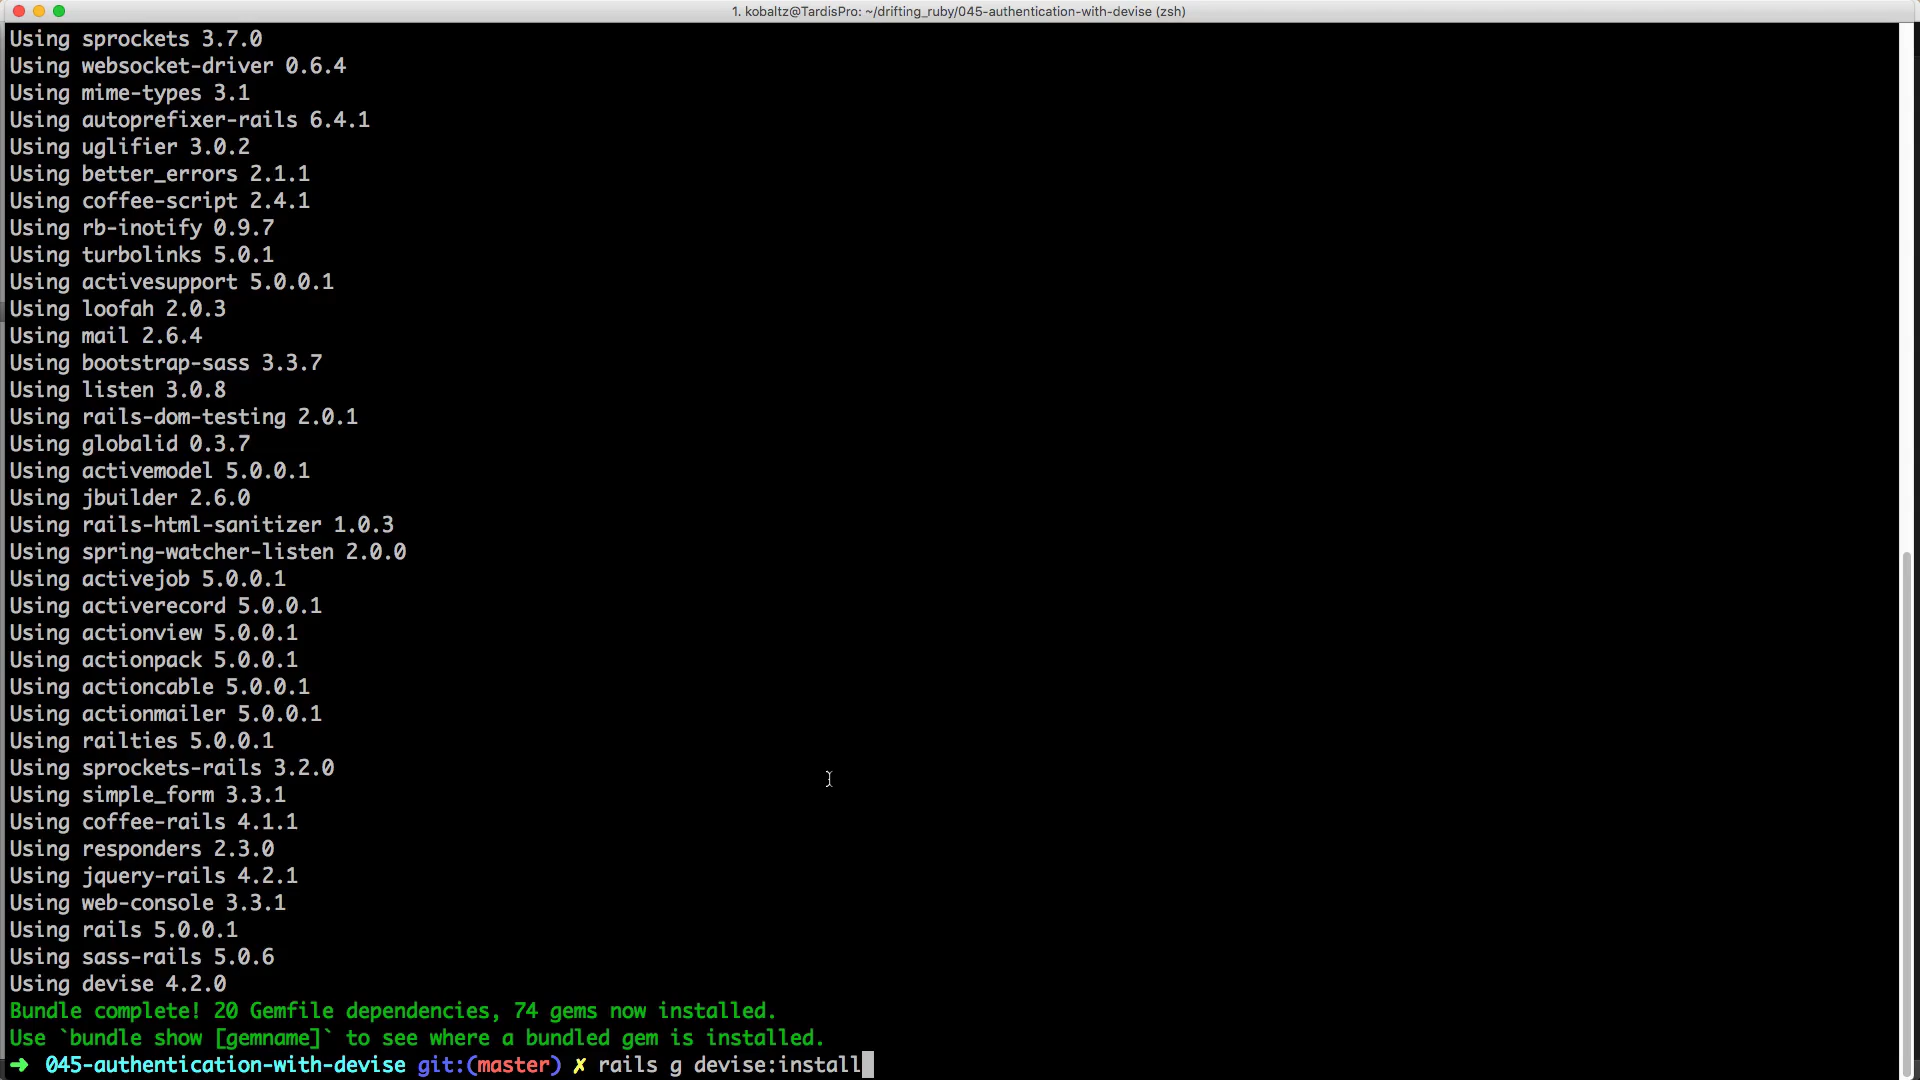 1. kobaltz@TardisPro: ~/drifting_ruby/045-authentication-with-devise (zsh)
Using sprockets 3.7.0
Using websocket-driver 0.6.4
Using mime-types 3.1
Using autoprefixer-rails 6.4.1
Using uglifier 3.0.2
Using better_errors 2.1.1
Using coffee-script 2.4.1
Using rb-inotify 0.9.7
Using turbolinks 5.0.1
Using activesupport 5.0.0.1
Using loofah 2.0.3
Using mail 2.6.4
Using bootstrap-sass 3.3.7
Using listen 3.0.8
Using rails-dom-testing 2.0.1
Using globalid 0.3.7
Using activemodel 5.0.0.1
Using jbuilder 2.6.0
Using rails-html-sanitizer 1.0.3
Using spring-watcher-listen 2.0.0
Using activejob 5.0.0.1
Using activerecord 5.0.0.1
Using actionview 5.0.0.1
Using actionpack 5.0.0.1
Using actioncable 5.0.0.1
Using actionmailer 5.0.0.1
Using railties 5.0.0.1
Using sprockets-rails 3.2.0
Using simple_form 3.3.1
Using coffee-rails 4.1.1
Using responders 2.3.0
Using jquery-rails 4.2.1
Using web-console 3.3.1
Using rails 5.0.0.1
Using sass-rails 5.0.6
Using devise 4.2.0
Bundle complete! 20 Gemfile dependencies, 74 gems now installed.
Use `bundle show [gemname]` to see where a bundled gem is installed.
➜ 045-authentication-with-devise git:(master) ✗ rails g devise:install